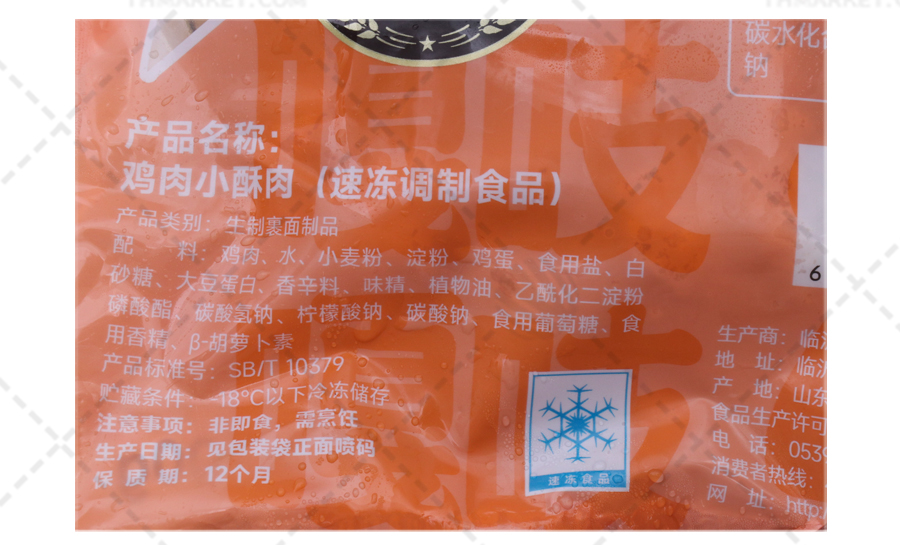 THMARKET.COM
碳水化
钠
产品名称：
鸡肉小酥肉（速冻调制食品）
产品类别：生制裹面制品
配 料：鸡肉、水、小麦粉、淀粉、鸡蛋、食用盐、白
砂糖、大豆蛋白、香辛料、味精、植物油、乙酰化二淀粉
磷酸酯、碳酸氢钠、柠檬酸钠、碳酸钠、食用葡萄糖、食
用香精、β-胡萝卜素
产品标准号：SB/T 10379
贮藏条件：-18℃以下冷冻储存
注意事项：非即食，需烹饪
生产日期：见包装袋正面喷码
保 质 期：12个月
速冻食品
6
生产商：临沂
地 址：临沂
产 地：山东
食品生产许可
电 话：0539
消费者热线：
网 址：http